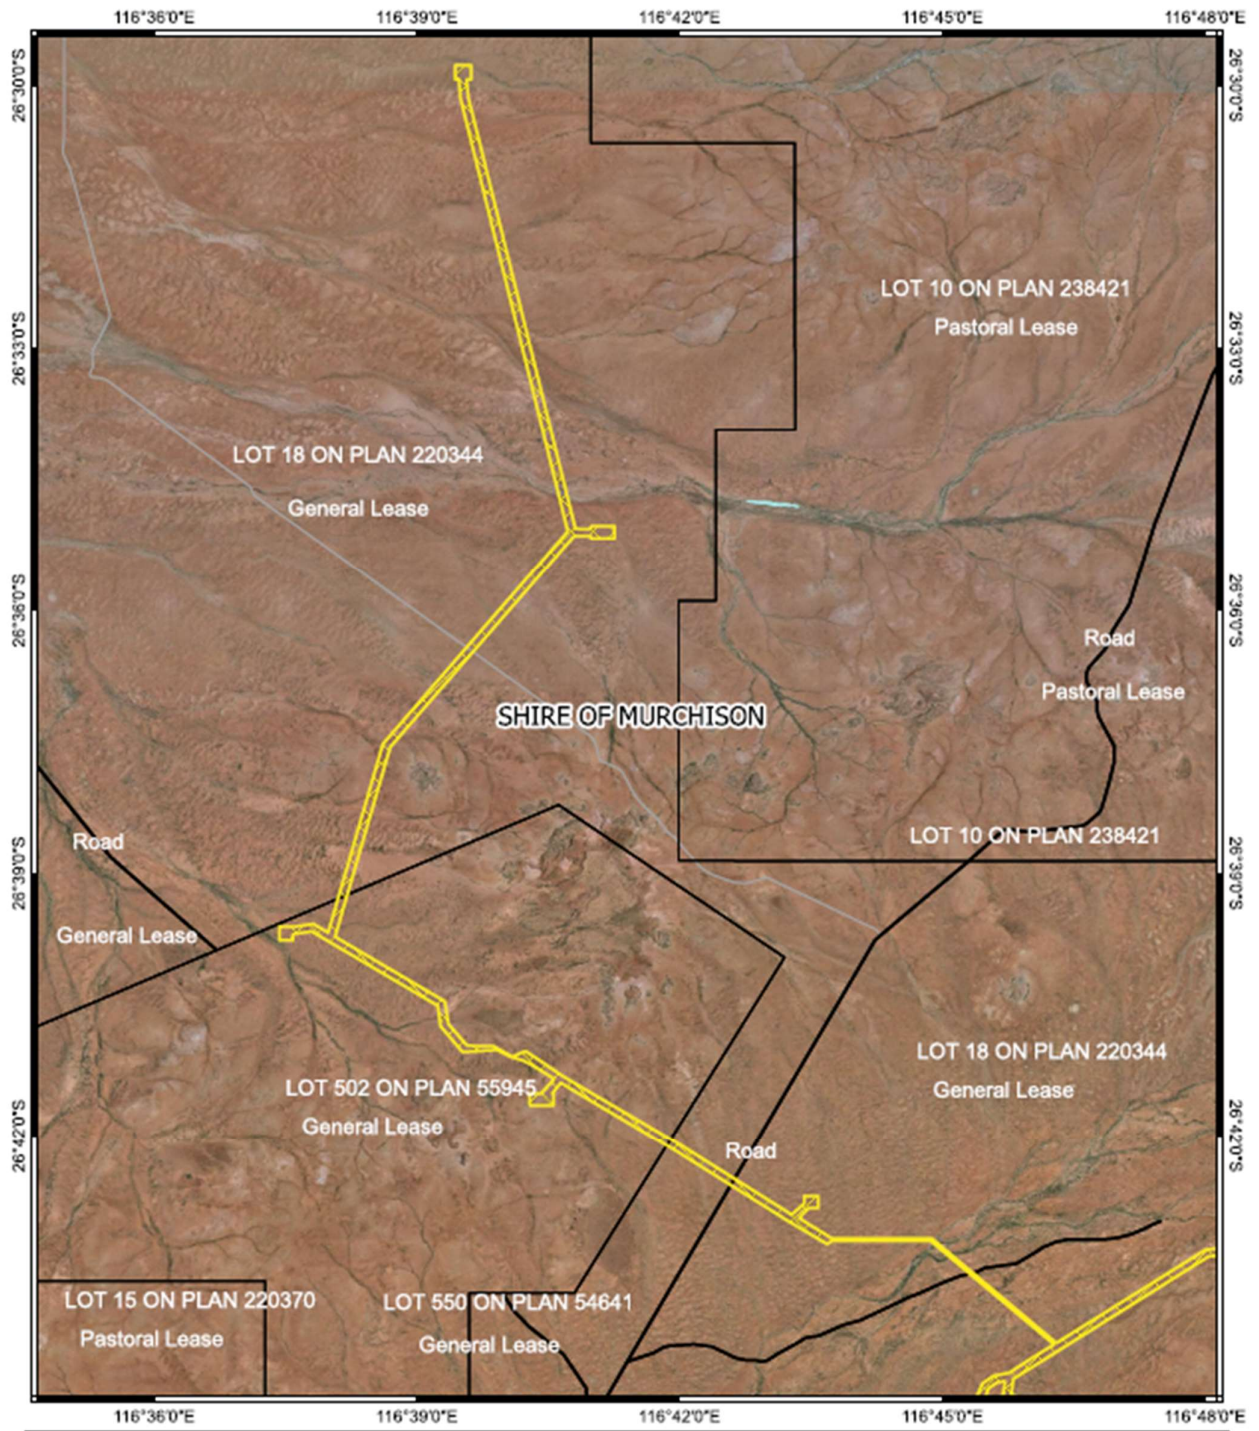 116°36'0"E 116°39'0"E 116°42'0"E 116°45'0"E 116°48'0"E
26°30'0"S 26°30'0"S
LOT 10 ON PLAN 238421
Pastoral Lease
26°33'0"S 26°33'0"S
LOT 18 ON PLAN 220344
General Lease
26°36'0"S 26°36'0"S
Road
Pastoral Lease
SHIRE OF MURCHISON
LOT 10 ON PLAN 238421
Road
26°39'0"S 26°39'0"S
General Lease
LOT 18 ON PLAN 220344
General Lease
LOT 502 ON PLAN 55945
General Lease
26°42'0"S 26°42'0"S
Road
LOT 15 ON PLAN 220370
Pastoral Lease
LOT 550 ON PLAN 54641
General Lease
116°36'0"E 116°39'0"E 116°42'0"E 116°45'0"E 116°48'0"E